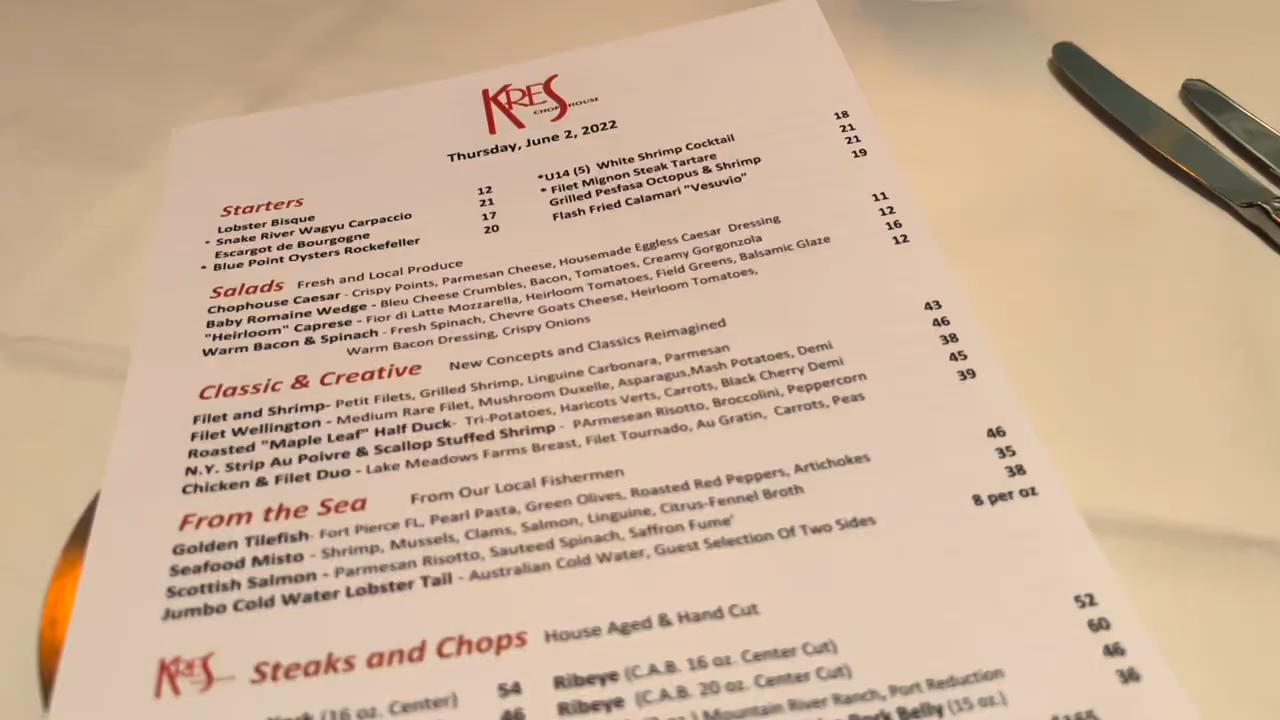 KRES
CHOPHOUSE
Thursday, June 2, 2022
Starters
Lobster Bisque 12
* Snake River Wagyu Carpaccio 21
Escargot de Bourgogne 17
* Blue Point Oysters Rockefeller 20
*U14 (5) White Shrimp Cocktail 18
* Filet Mignon Steak Tartare 21
Grilled Pesfasa Octopus & Shrimp 21
Flash Fried Calamari "Vesuvio" 19
Salads Fresh and Local Produce
Chophouse Caesar - Crispy Points, Parmesan Cheese, Housemade Eggless Caesar Dressing 11
Baby Romaine Wedge - Bleu Cheese Crumbles, Bacon, Tomatoes, Creamy Gorgonzola 12
"Heirloom" Caprese - Fior di Latte Mozzarella, Heirloom Tomatoes, Field Greens, Balsamic Glaze 16
Warm Bacon & Spinach - Fresh Spinach, Chevre Goats Cheese, Heirloom Tomatoes, 12
Warm Bacon Dressing, Crispy Onions
Classic & Creative New Concepts and Classics Reimagined
Filet and Shrimp- Petit Filets, Grilled Shrimp, Linguine Carbonara, Parmesan 43
Filet Wellington - Medium Rare Filet, Mushroom Duxelle, Asparagus,Mash Potatoes, Demi 46
Roasted "Maple Leaf" Half Duck- Tri-Potatoes, Haricots Verts, Carrots, Black Cherry Demi 38
N.Y. Strip Au Poivre & Scallop Stuffed Shrimp - PArmesean Risotto, Broccolini, Peppercorn 45
Chicken & Filet Duo - Lake Meadows Farms Breast, Filet Tournado, Au Gratin, Carrots, Peas 39
From the Sea From Our Local Fishermen
Golden Tilefish- Fort Pierce FL, Pearl Pasta, Green Olives, Roasted Red Peppers, Artichokes 46
Seafood Misto - Shrimp, Mussels, Clams, Salmon, Linguine, Citrus-Fennel Broth 35
Scottish Salmon - Parmesan Risotto, Sauteed Spinach, Saffron Fume' 38
Jumbo Cold Water Lobster Tail - Australian Cold Water, Guest Selection Of Two Sides 8 per oz
KRES Steaks and Chops House Aged & Hand Cut
(16 oz. Center) 54 Ribeye (C.A.B. 16 oz. Center Cut) 52
46 Ribeye (C.A.B. 20 oz. Center Cut) 60
Mountain River Ranch, Port Reduction 46
Pork Belly (15 oz.) 36